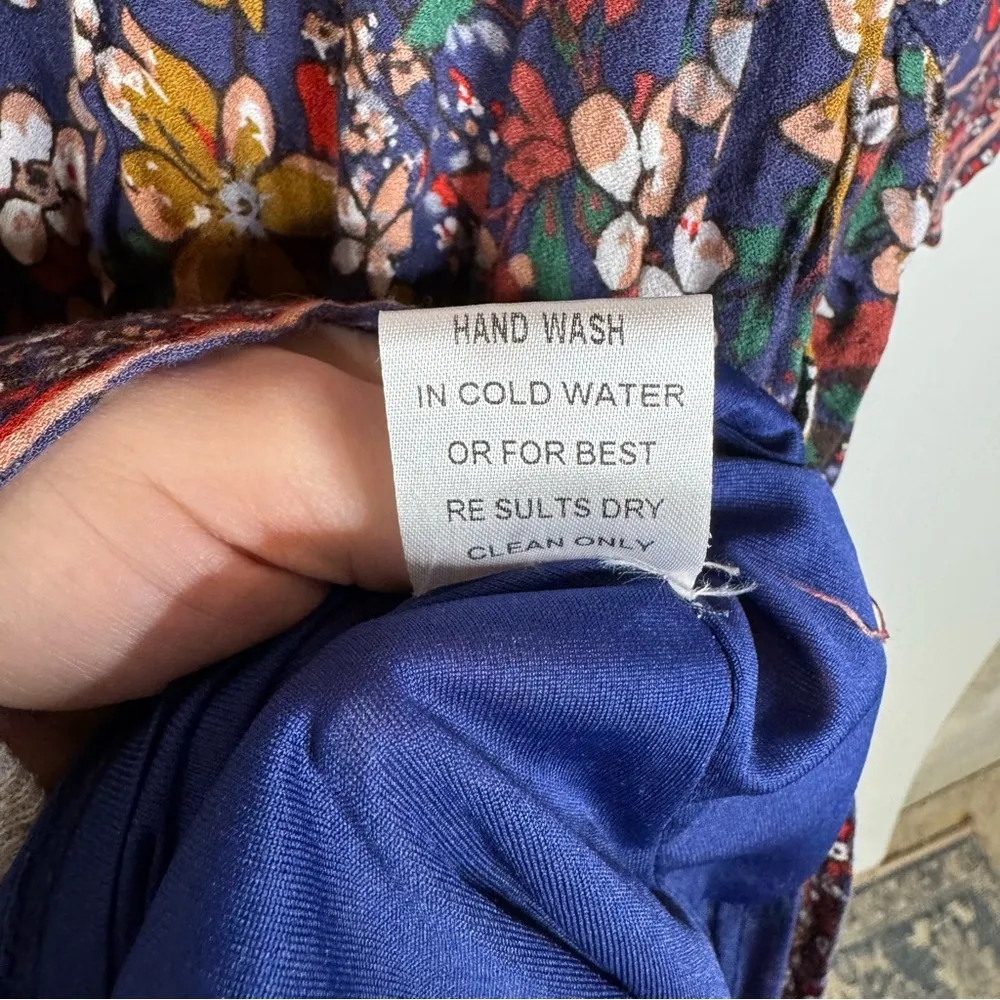 HAND WASH
IN COLD WATER
OR FOR BEST
RE SULTS DRY
CLEAN ONLY